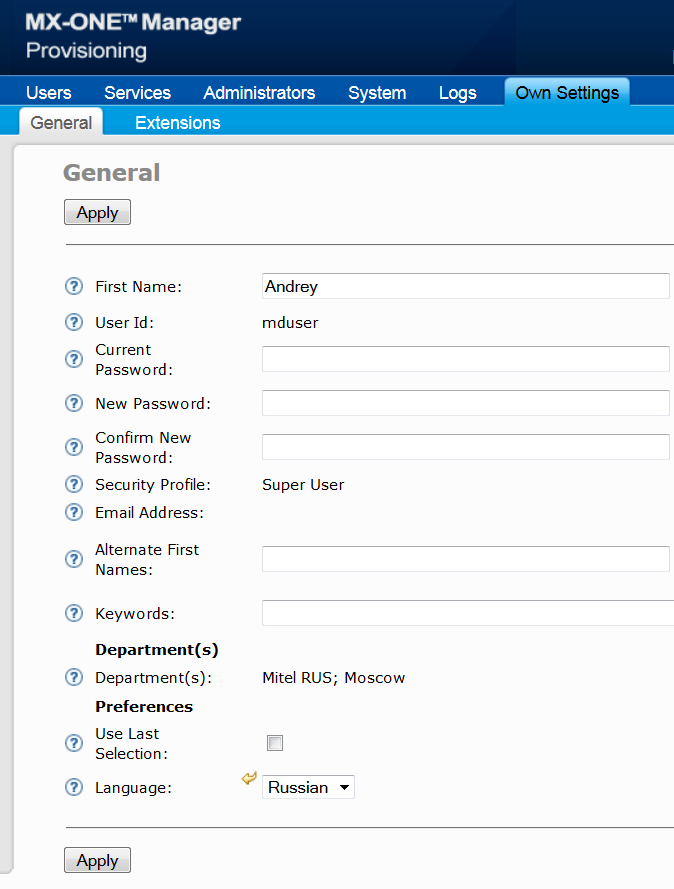 MX-ONE™ Manager
Provisioning
Users Services Administrators System Logs Own Settings
General Extensions
General
Apply
? First Name: Andrey
? User Id: mduser
? Current
Password:
? New Password:
? Confirm New
Password:
? Security Profile: Super User
? Email Address:
? Alternate First
Names:
? Keywords:
Department(s)
? Department(s): Mitel RUS; Moscow
Preferences
? Use Last
Selection:
? Language: Russian
Apply